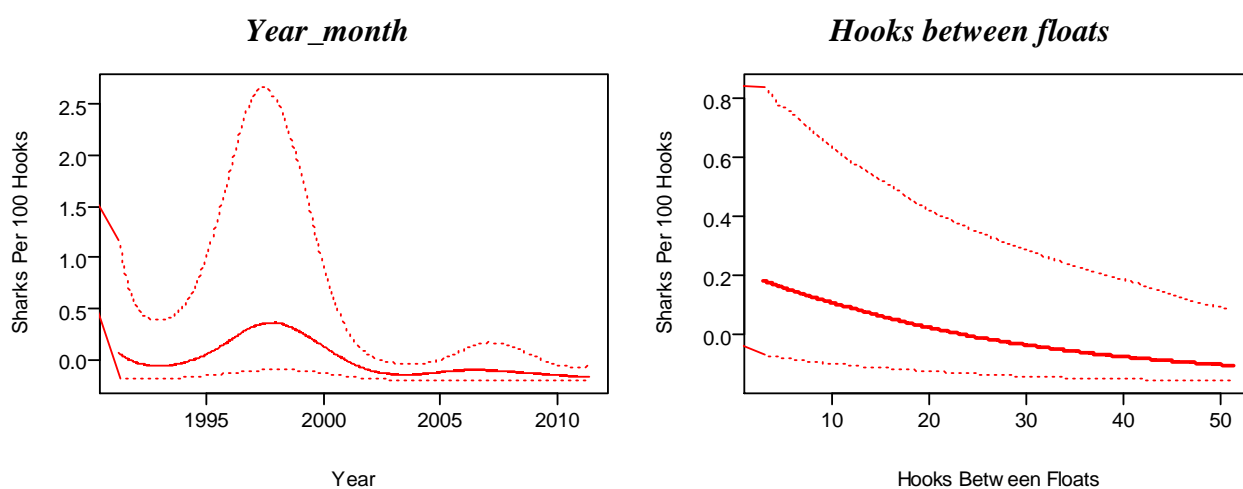 Year_month
Hooks between floats
Sharks Per 100 Hooks
2.5
2.0
1.5
1.0
0.5
0.0
1995 2000 2005 2010
Year
Sharks Per 100 Hooks
0.8
0.6
0.4
0.2
0.0
10 20 30 40 50
Hooks Between Floats